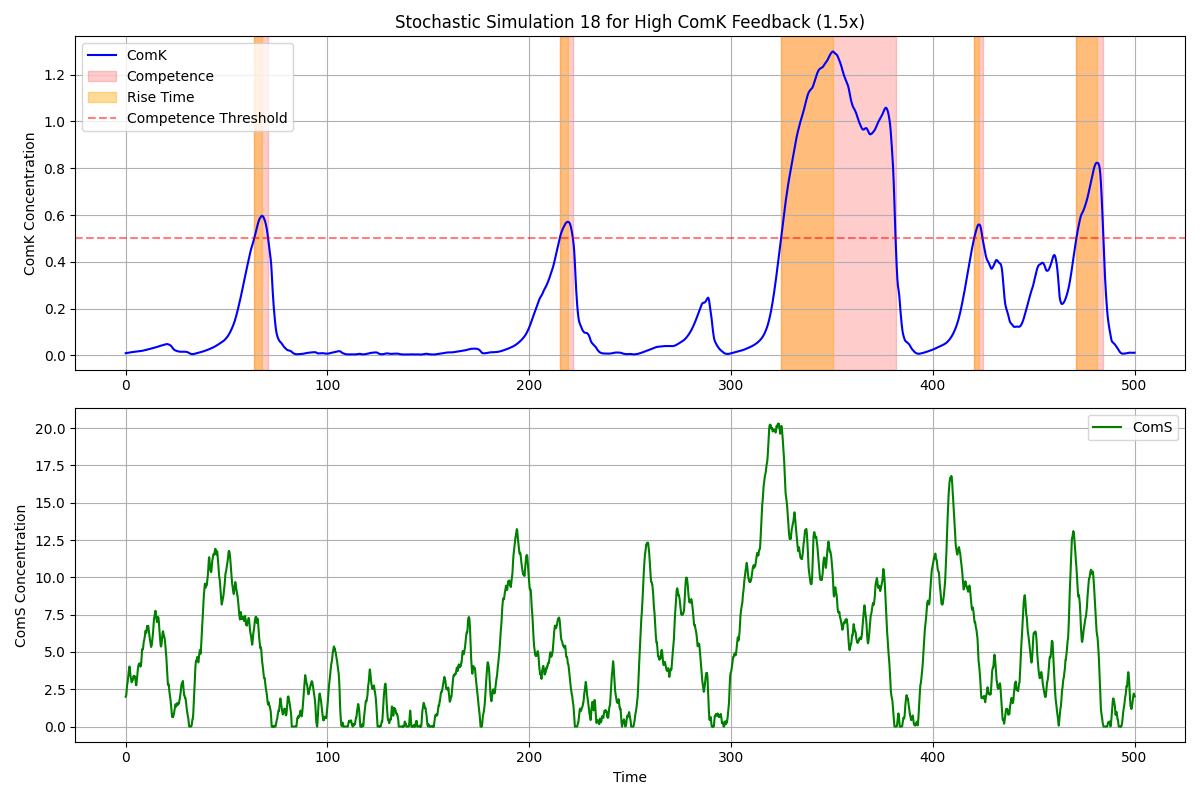 Stochastic Simulation 18 for High ComK Feedback (1.5x)
ComK
Competence
Rise Time
Competence Threshold
ComK Concentration
1.2
1.0
0.8
0.6
0.4
0.2
0.0
0 100 200 300 400 500
ComS
ComS Concentration
20.0
17.5
15.0
12.5
10.0
7.5
5.0
2.5
0.0
0 100 200 300 400 500
Time